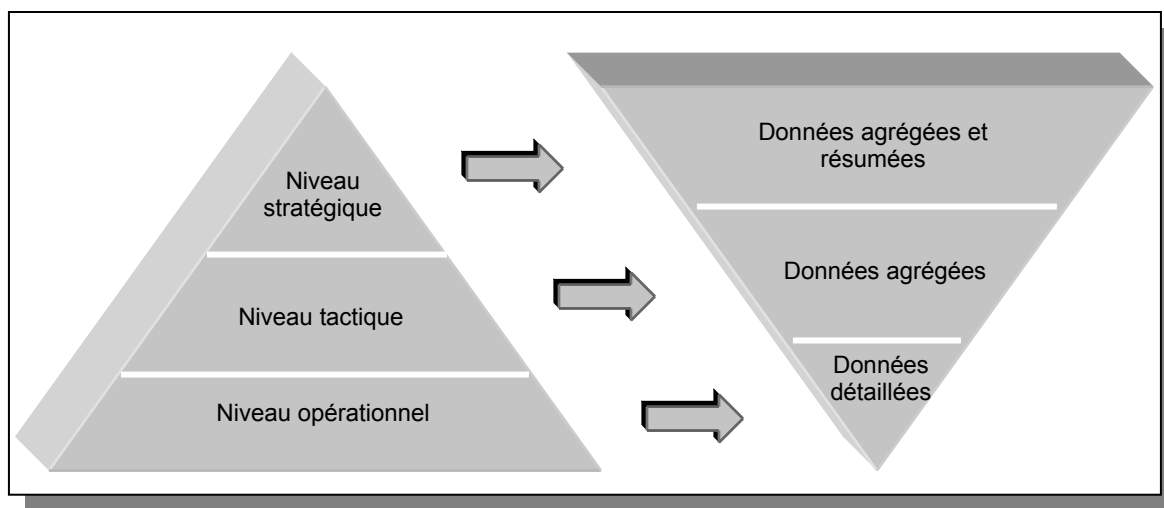 Niveau
stratégique
Niveau tactique
Niveau opérationnel
Données agrégées et
résumées
Données agrégées
Données
détaillées